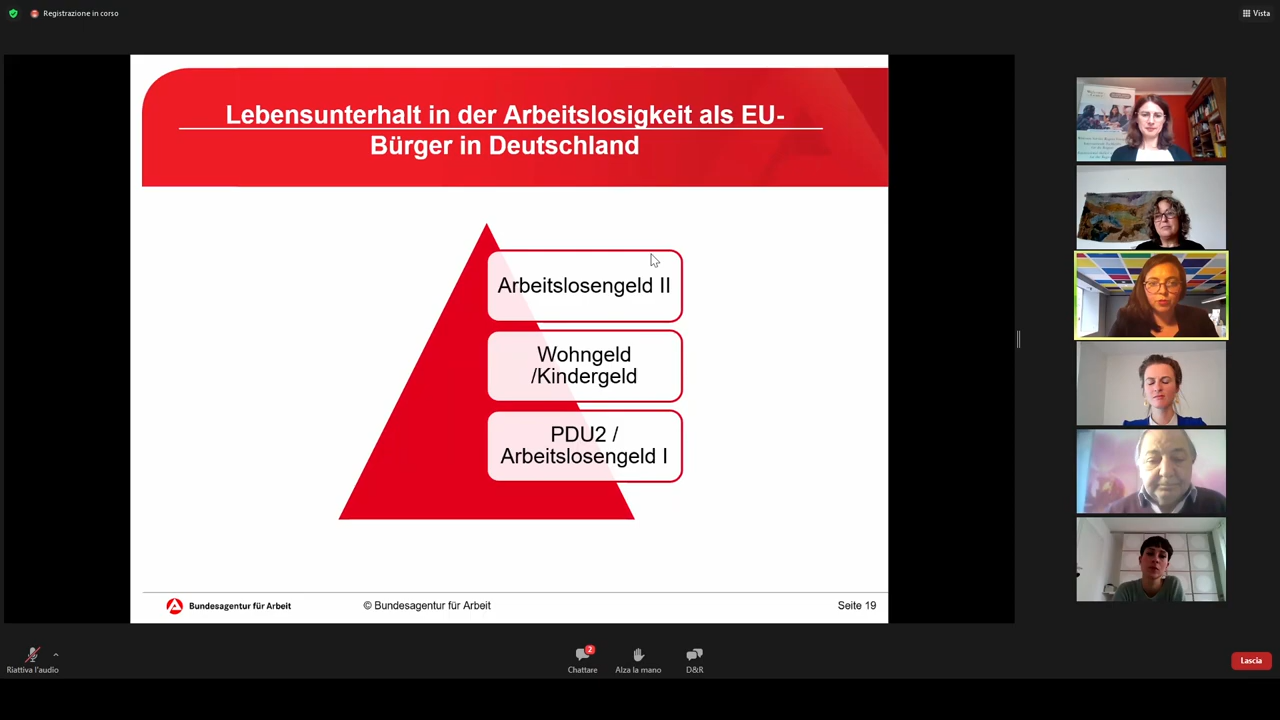 Registrazione in corso
Vista
Lebensunterhalt in der Arbeitslosigkeit als EU-
Bürger in Deutschland
Arbeitslosengeld II
Wohngeld
/Kindergeld
PDU2 /
Arbeitslosengeld I
Bundesagentur für Arbeit
© Bundesagentur für Arbeit
Seite 19
Riattiva l'audio
2
Chattare
Alza la mano
D&R
Lascia